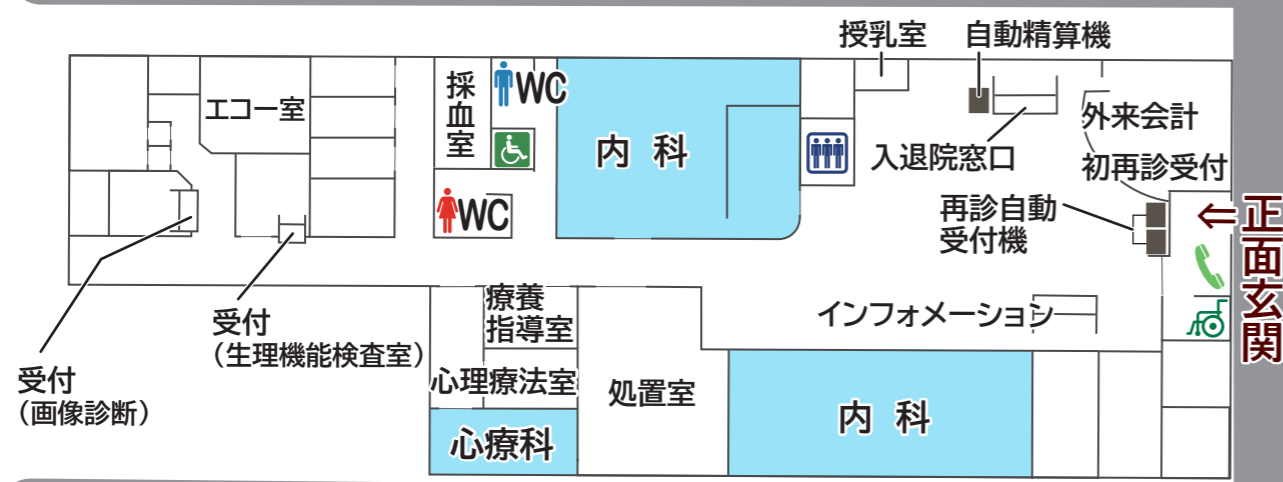 授乳室
自動精算機
採血室
WC
エコー室
内科
外来会計
入退院窓口
初再診受付
WC
再診自動
受付機
⇐正面玄関
療養
指導室
インフォメーション
受付
(生理機能検査室)
受付
(画像診断)
心理療法室
処置室
内科
心療科